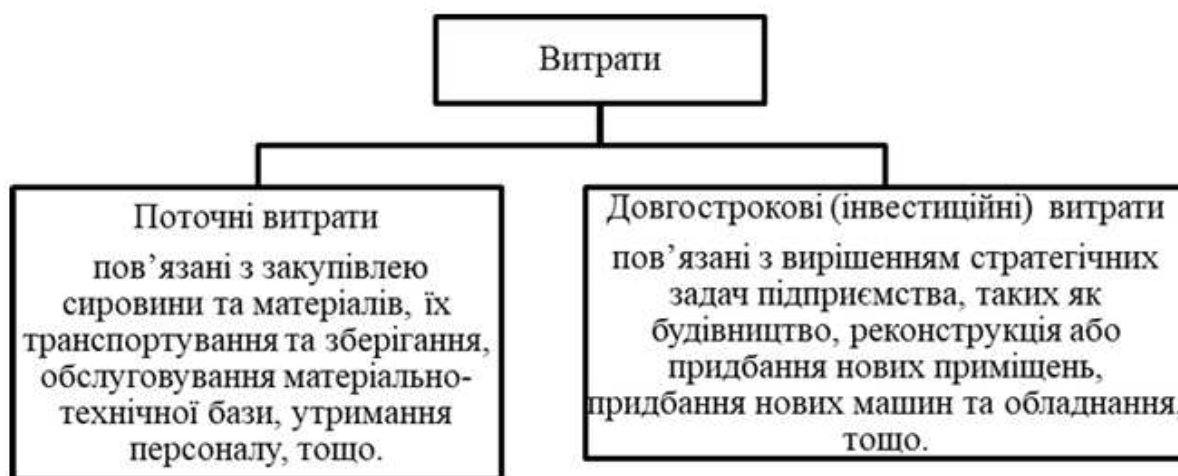 Витрати
Поточні витрати
пов’язані з закупівлею
сировини та матеріалів, їх
транспортування та зберігання,
обслуговування матеріально-
технічної бази, утримання
персоналу, тощо.
Довгострокові (інвестиційні) витрати
пов’язані з вирішенням стратегічних
задач підприємства, таких як
будівництво, реконструкція або
придбання нових приміщень,
придбання нових машин та обладнання,
тощо.